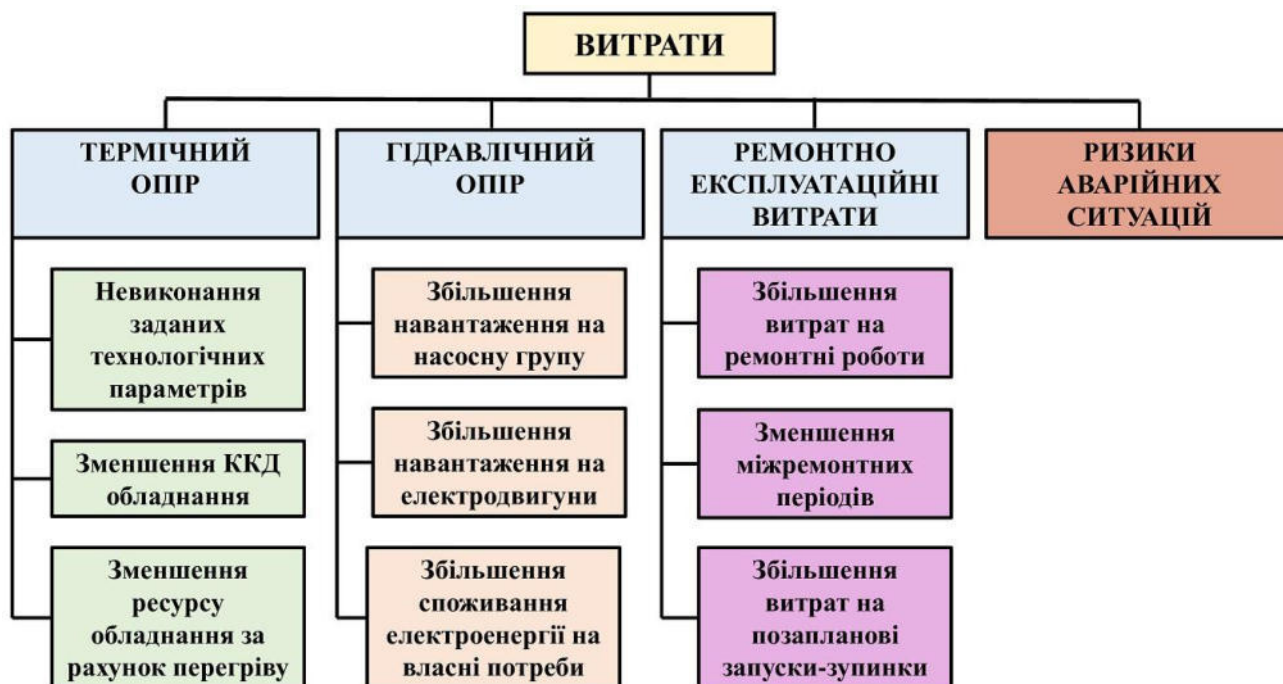 ВИТРАТИ
ТЕРМІЧНИЙ
ОПІР
ГІДРАВЛІЧНИЙ
ОПІР
РЕМОНТНО
ЕКСПЛУАТАЦІЙНІ
ВИТРАТИ
РИЗИКИ
АВАРІЙНИХ
СИТУАЦІЙ
Невиконання
заданих
технологічних
параметрів
Зменшення ККД
обладнання
Зменшення
ресурсу
обладнання за
рахунок перегріву
Збільшення
навантаження на
насосну групу
Збільшення
навантаження на
електродвигуни
Збільшення
споживання
електроенергії на
власні потреби
Збільшення
витрат на
ремонтні роботи
Зменшення
міжремонтних
періодів
Збільшення
витрат на
позапланові
запуски-зупинки